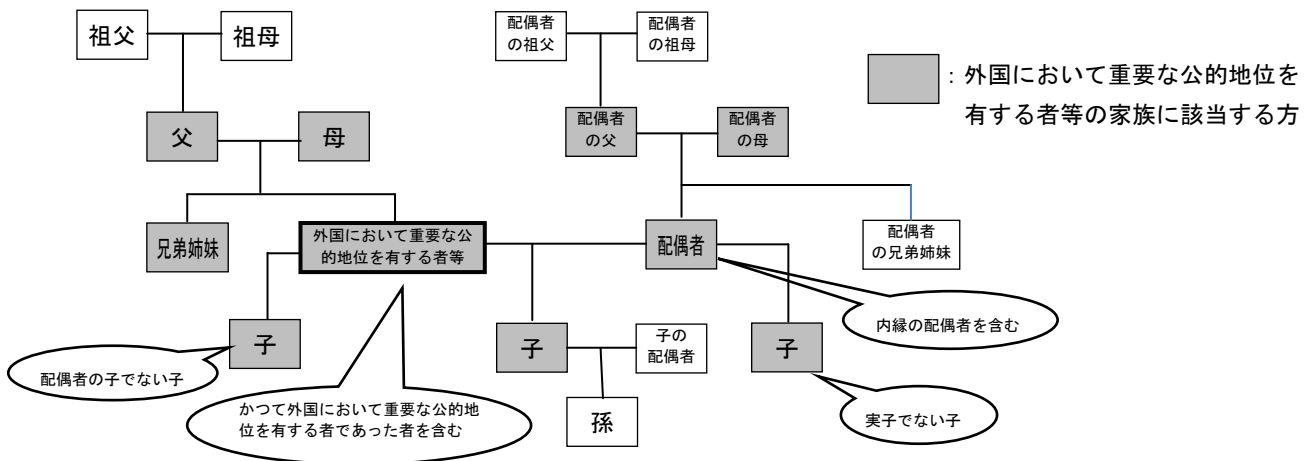 祖父
祖母
配偶者
の祖父
配偶者
の祖母
：外国において重要な公的地位を
有する者等の家族に該当する方
父
母
配偶者
の父
配偶者
の母
兄弟姉妹
外国において重要な公
的地位を有する者等
配偶者
配偶者
の兄弟姉妹
内縁の配偶者を含む
子
子
子の
配偶者
子
配偶者の子でない子
かつて外国において重要な公的地
位を有する者であった者を含む
孫
実子でない子